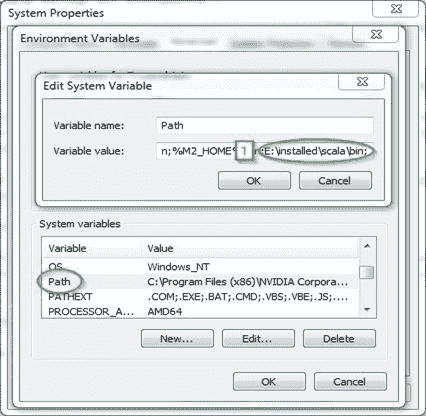 System Properties
Environment Variables
Edit System Variable
Variable name: Path
Variable value: n;%M2_HOME% 1 n;E:\installed\scala\bin;
OK Cancel
System variables
Variable Value
OS Windows_NT
Path C:\Program Files (x86)\NVIDIA Corpora...
PATHEXT .COM;.EXE;.BAT;.CMD;.VBS;.VBE;.JS;....
PROCESSOR_A... AMD64
New... Edit... Delete
OK Cancel